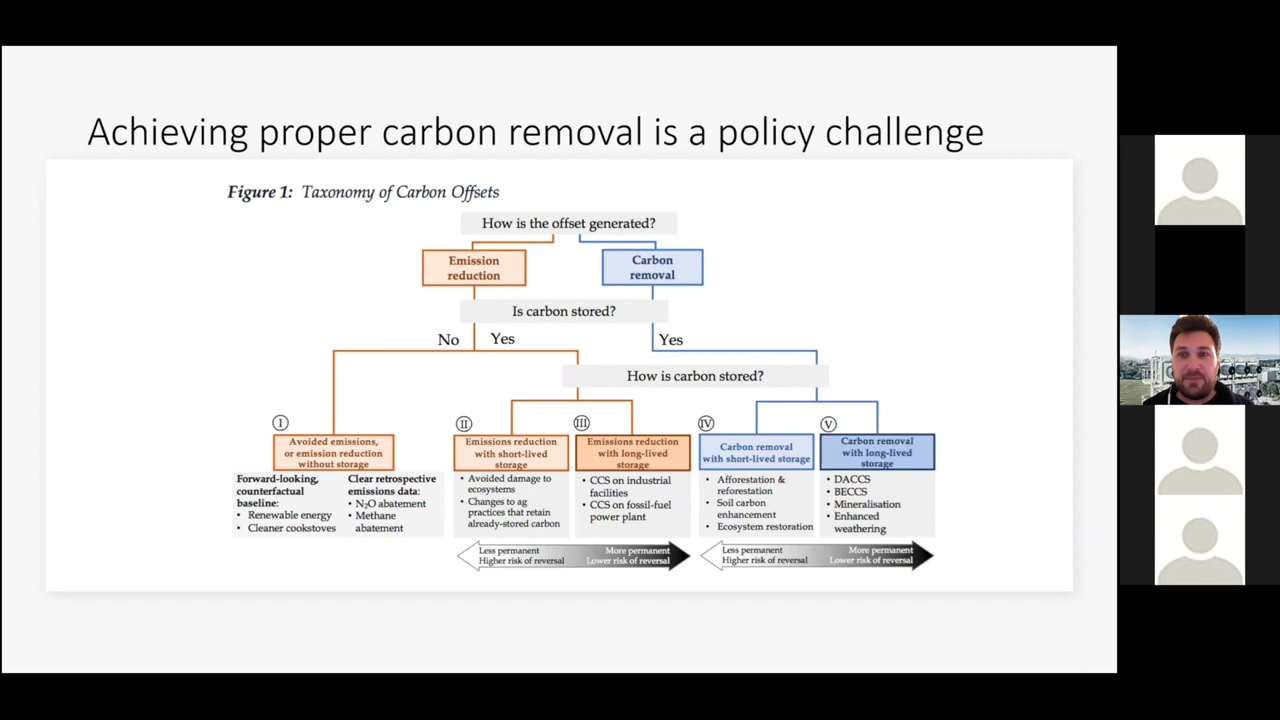 Achieving proper carbon removal is a policy challenge
Figure 1: Taxonomy of Carbon Offsets
How is the offset generated?
Emission
reduction
Carbon
removal
Is carbon stored?
No
Yes
Yes
How is carbon stored?
I
Avoided emissions,
or emission reduction
without storage
Forward-looking,
counterfactual
baseline:
• Renewable energy
• Cleaner cookstoves
Clear retrospective
emissions data:
• N₂O abatement
• Methane
abatement
II
Emissions reduction
with short-lived
storage
• Avoided damage to
ecosystems
• Changes to ag
practices that retain
already-stored carbon
III
Emissions reduction
with long-lived
storage
• CCS on industrial
facilities
• CCS on fossil-fuel
power plant
IV
Carbon removal
with short-lived storage
• Afforestation &
reforestation
• Soil carbon
enhancement
• Ecosystem restoration
V
Carbon removal
with long-lived
storage
• DACCS
• BECCS
• Mineralisation
• Enhanced
weathering
Less permanent
Higher risk of reversal
More permanent
Lower risk of reversal
Less permanent
Higher risk of reversal
More permanent
Lower risk of reversal